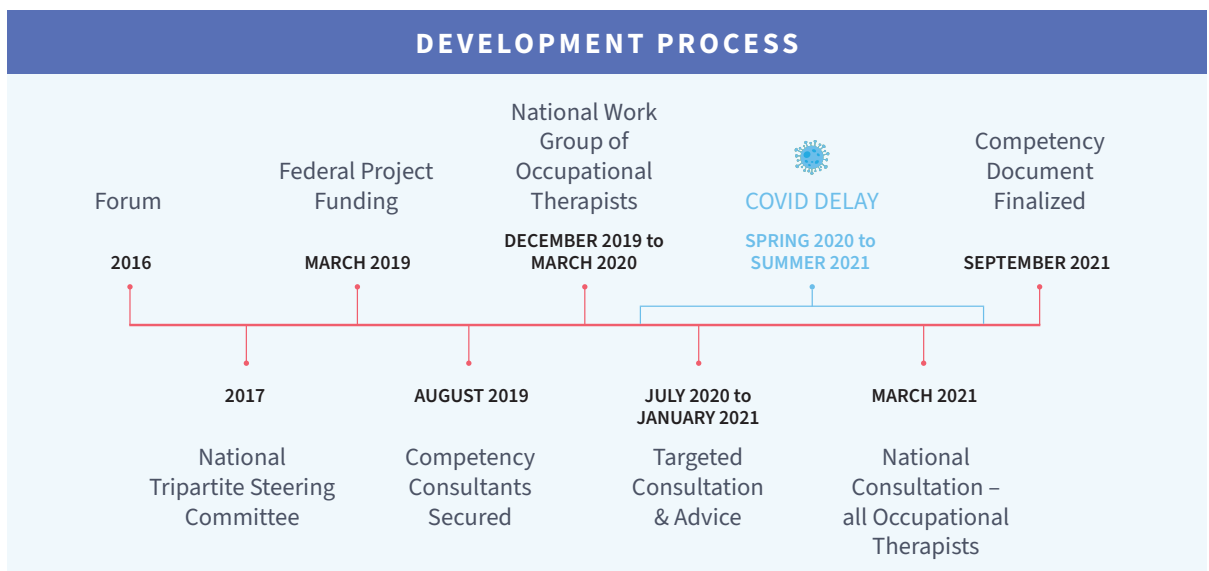 DEVELOPMENT PROCESS
Forum
2016
Federal Project
Funding
MARCH 2019
National Work
Group of
Occupational
Therapists
DECEMBER 2019 to
MARCH 2020
COVID DELAY
SPRING 2020 to
SUMMER 2021
Competency
Document
Finalized
SEPTEMBER 2021
2017
National
Tripartite Steering
Committee
AUGUST 2019
Competency
Consultants
Secured
JULY 2020 to
JANUARY 2021
Targeted
Consultation
& Advice
MARCH 2021
National
Consultation –
all Occupational
Therapists